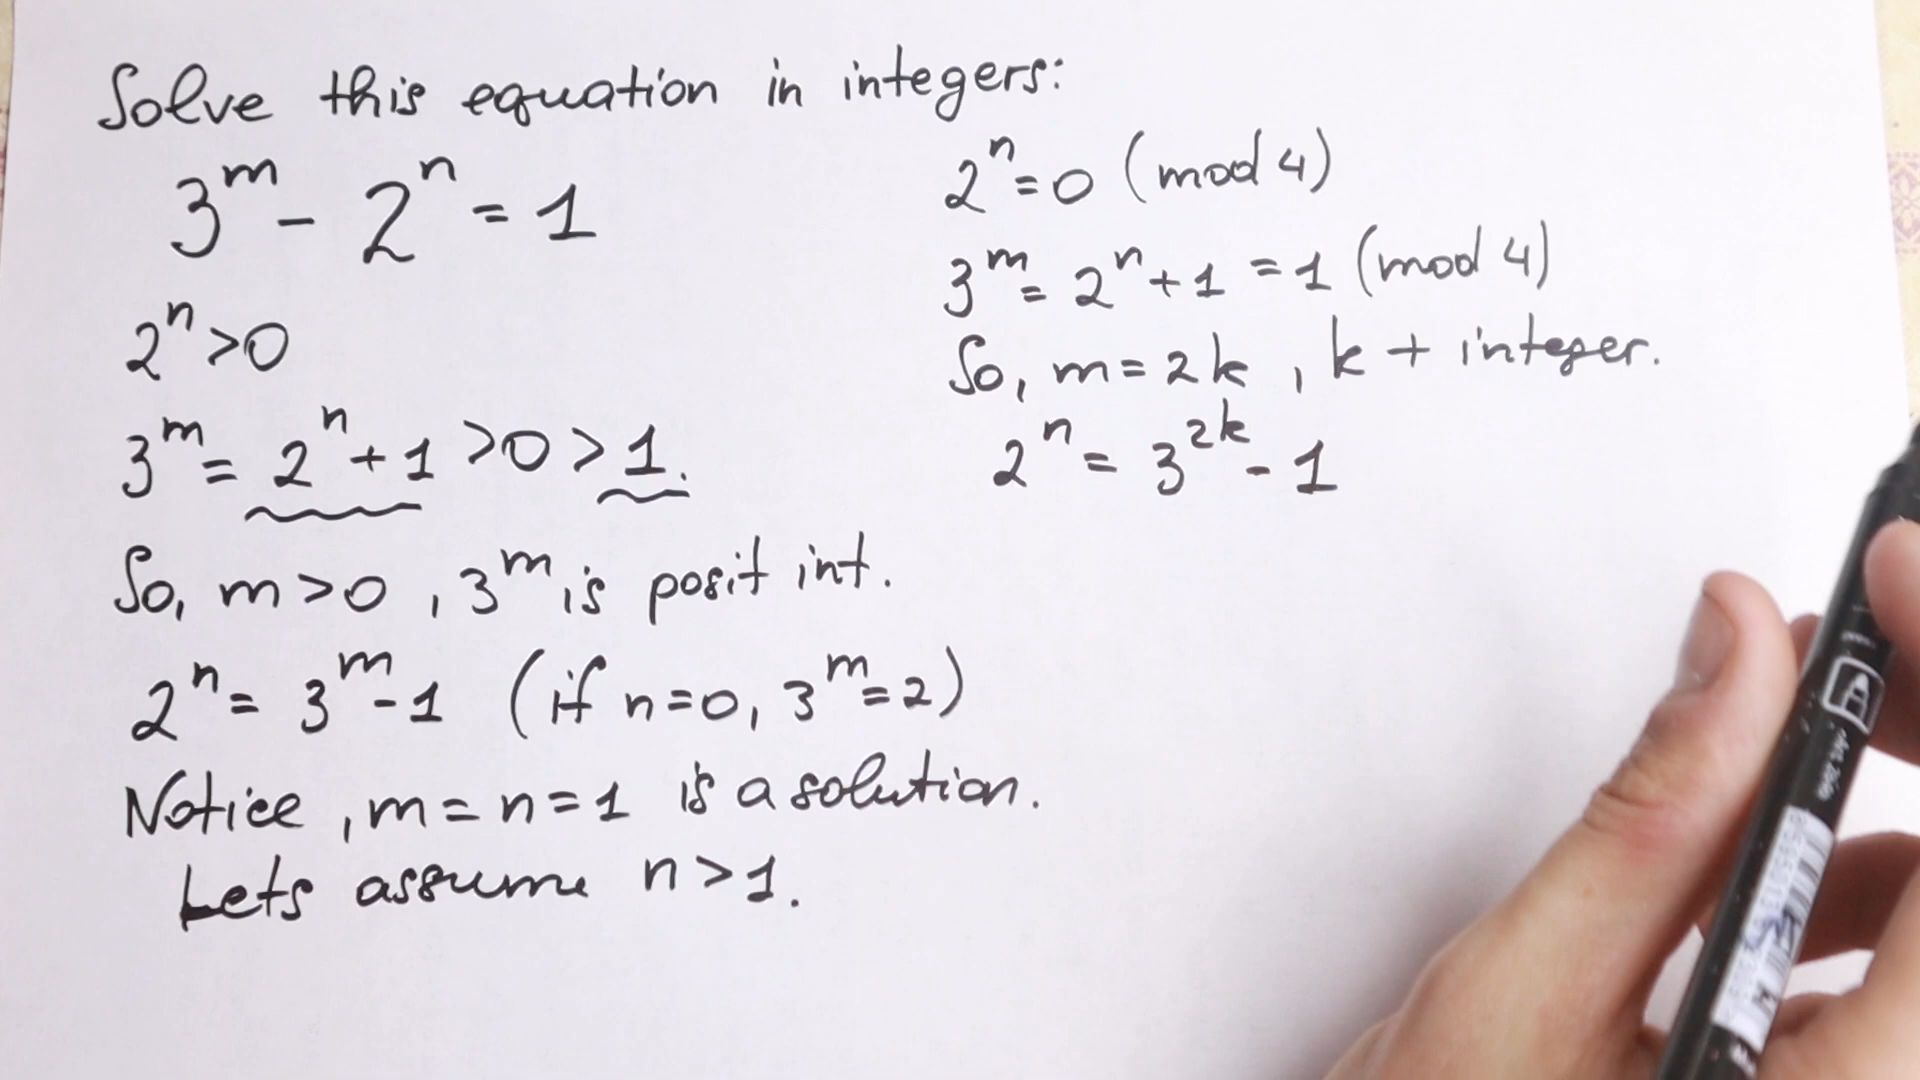 Solve this equation in integers:
3^m - 2^n = 1
2^n > 0
3^m = 2^n + 1 > 0 > 1.
So, m > 0 , 3^m is posit int.
2^n = 3^m - 1 (if n = 0, 3^m = 2)
Notice , m = n = 1 is a solution.
Lets assume n > 1.
2^n = 0 (mod 4)
3^m = 2^n + 1 = 1 (mod 4)
So, m = 2k , k + integer.
2^n = 3^2k - 1